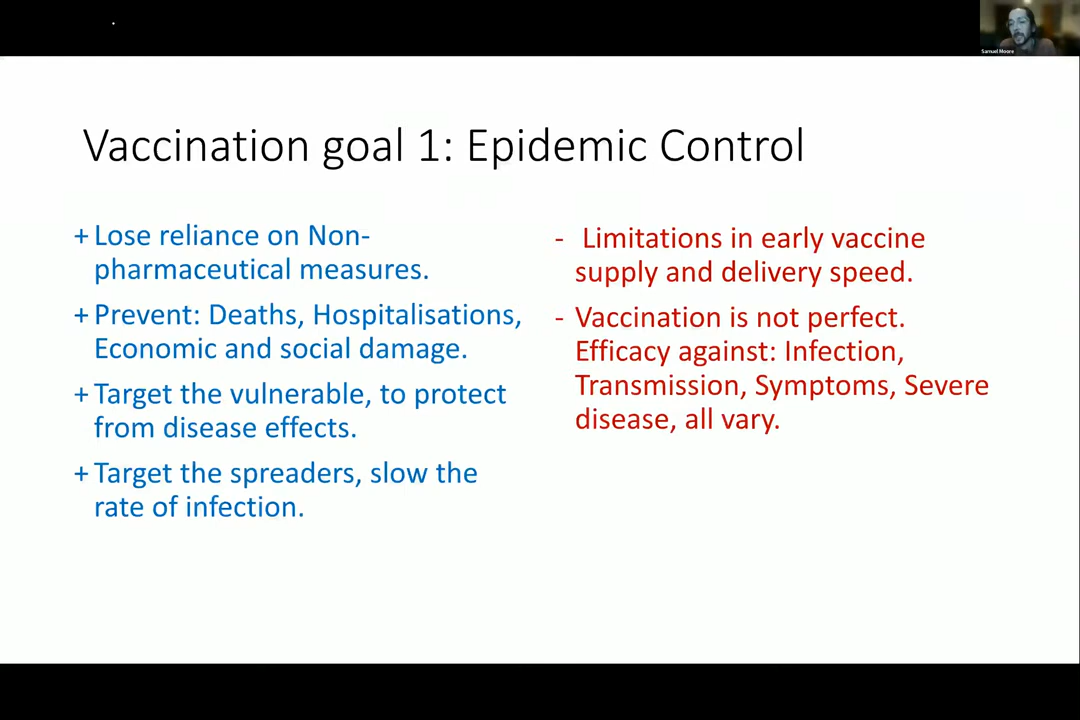 Samuel Moore
Vaccination goal 1: Epidemic Control
+ Lose reliance on Non-
pharmaceutical measures.
+ Prevent: Deaths, Hospitalisations,
Economic and social damage.
+ Target the vulnerable, to protect
from disease effects.
+ Target the spreaders, slow the
rate of infection.
- Limitations in early vaccine
supply and delivery speed.
- Vaccination is not perfect.
Efficacy against: Infection,
Transmission, Symptoms, Severe
disease, all vary.